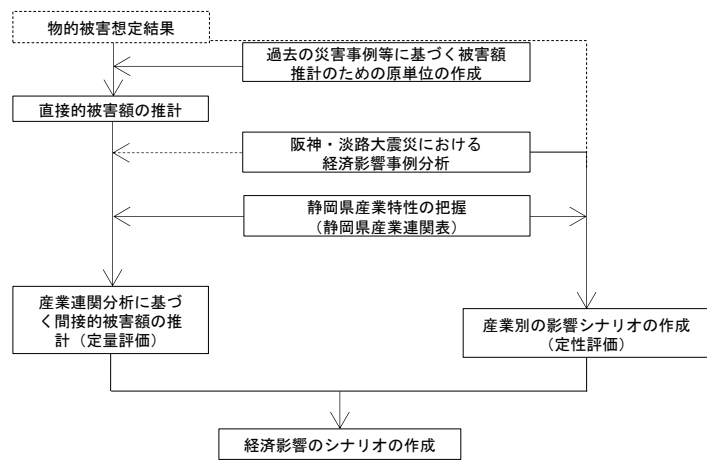 物的被害想定結果
過去の災害事例等に基づく被害額
推計のための原単位の作成
直接的被害額の推計
阪神・淡路大震災における
経済影響事例分析
静岡県産業特性の把握
（静岡県産業連関表）
産業連関分析に基づ
く間接的被害額の推
計（定量評価）
産業別の影響シナリオの作成
（定性評価）
経済影響のシナリオの作成